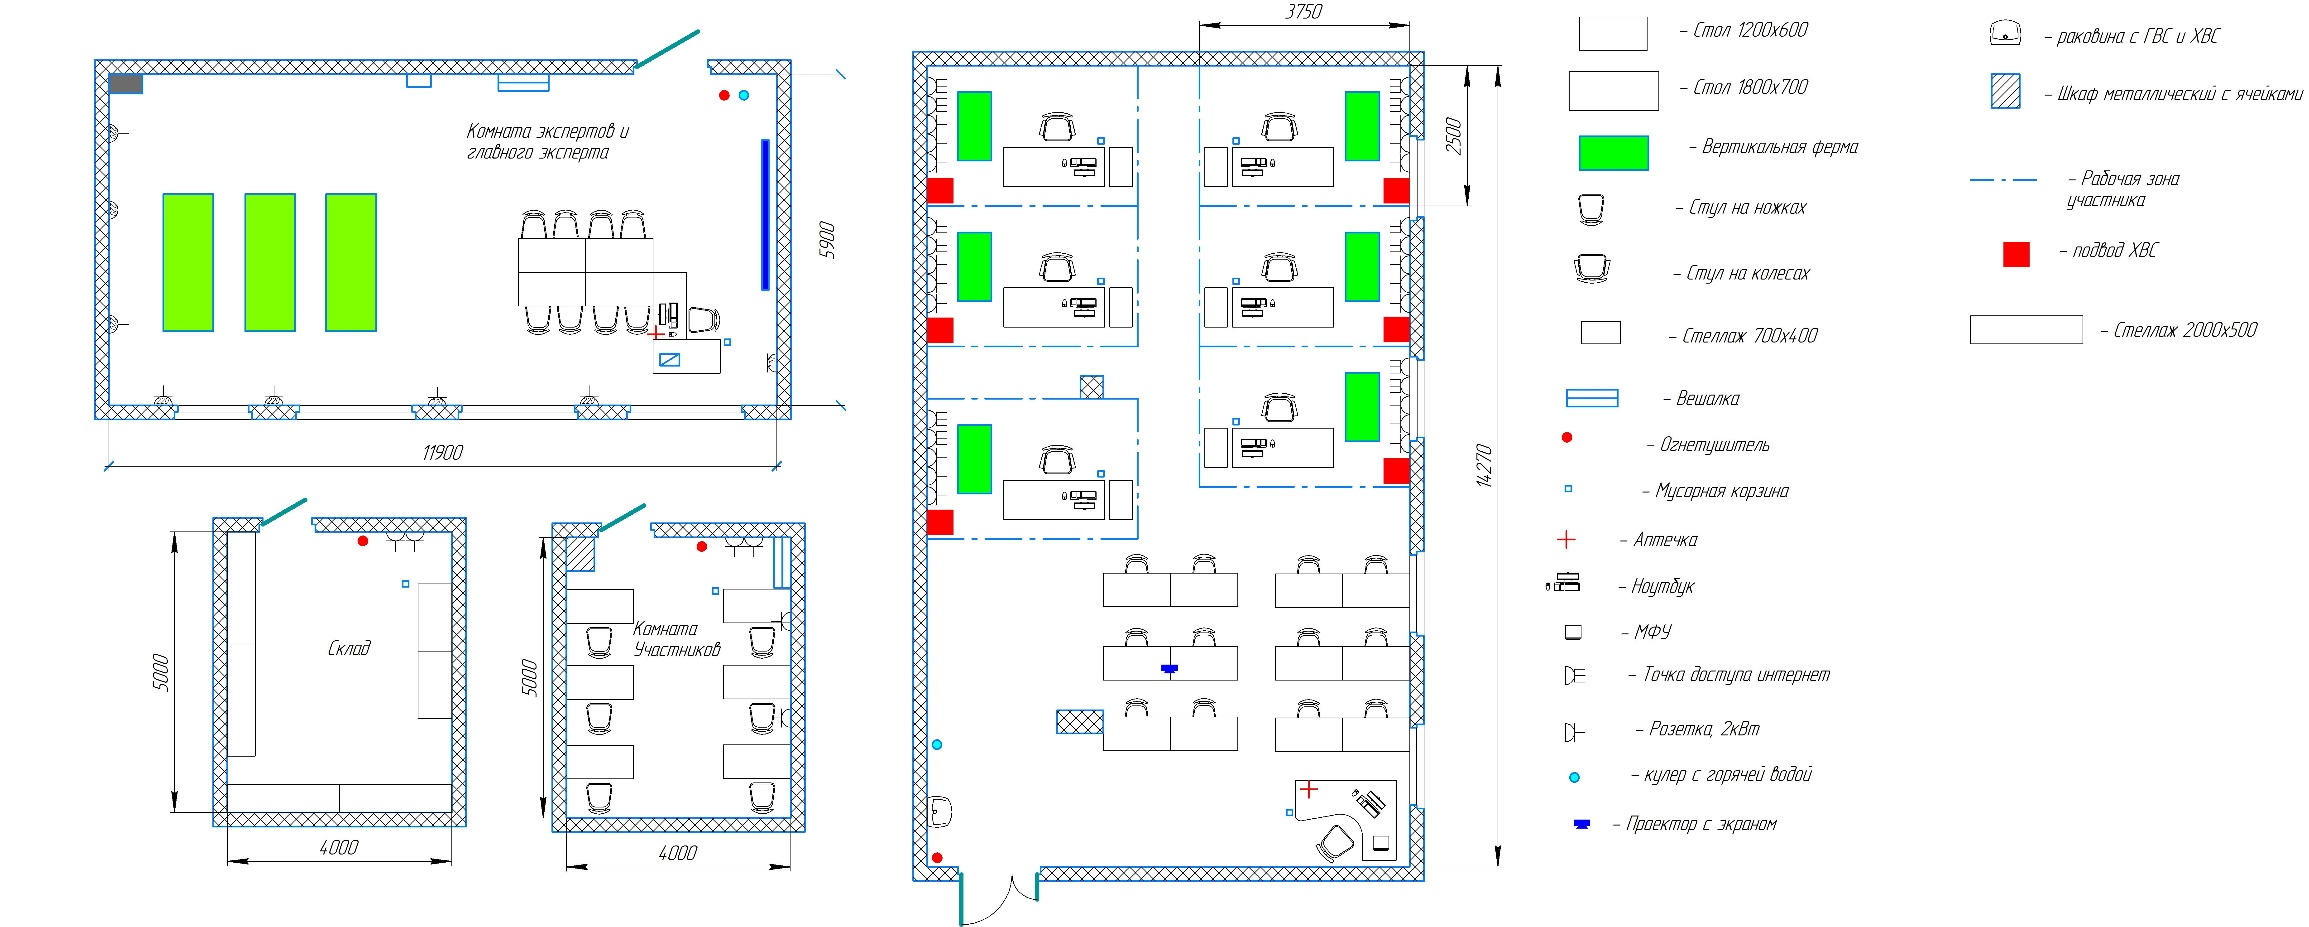 Комната экспертов и
главного эксперта
5900
11900
Склад
5000
4000
Комната
Участников
5000
4000
3750
2500
14270
– Стол 1200х600
– Стол 1800х700
– Вертикальная ферма
– Стул на ножках
– Стул на колесах
– Стеллаж 700х400
– Вешалка
– Огнетушитель
– Мусорная корзина
– Аптечка
– Ноутбук
– МФУ
– Точка доступа интернет
– Розетка, 2кВт
– кулер с горячей водой
– Проектор с экраном
– раковина с ГВС и ХВС
– Шкаф металлический с ячейками
– Рабочая зона
участника
– подвод ХВС
– Стеллаж 2000х500